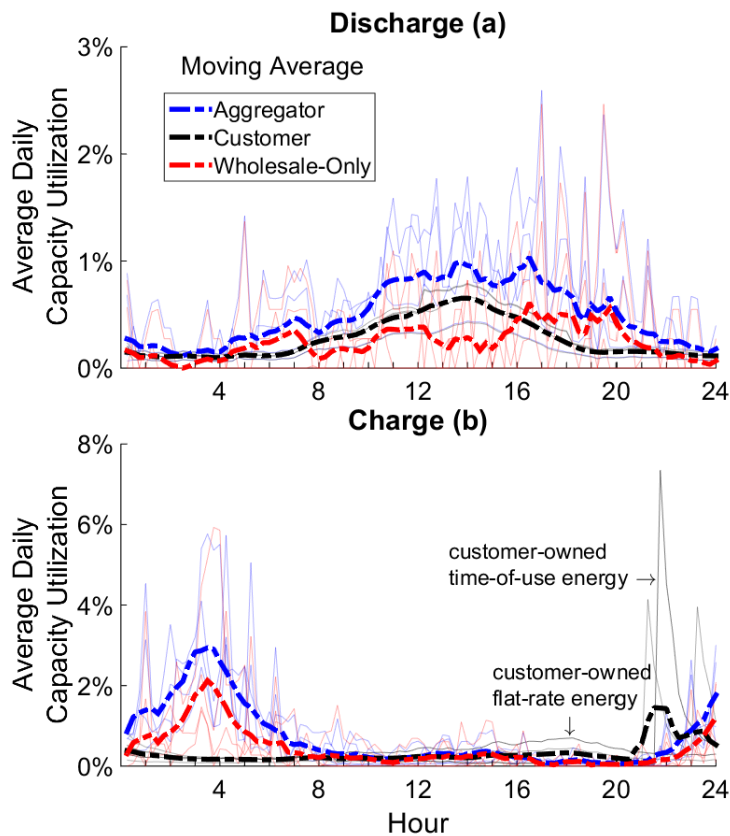 Discharge (a)
3%
2%
1%
0%
Average Daily
Capacity Utilization
Moving Average
Aggregator
Customer
Wholesale-Only
4
8
12
16
20
24
Charge (b)
8%
6%
4%
2%
0%
Average Daily
Capacity Utilization
customer-owned
time-of-use energy →
customer-owned
flat-rate energy
4
8
12
16
20
24
Hour